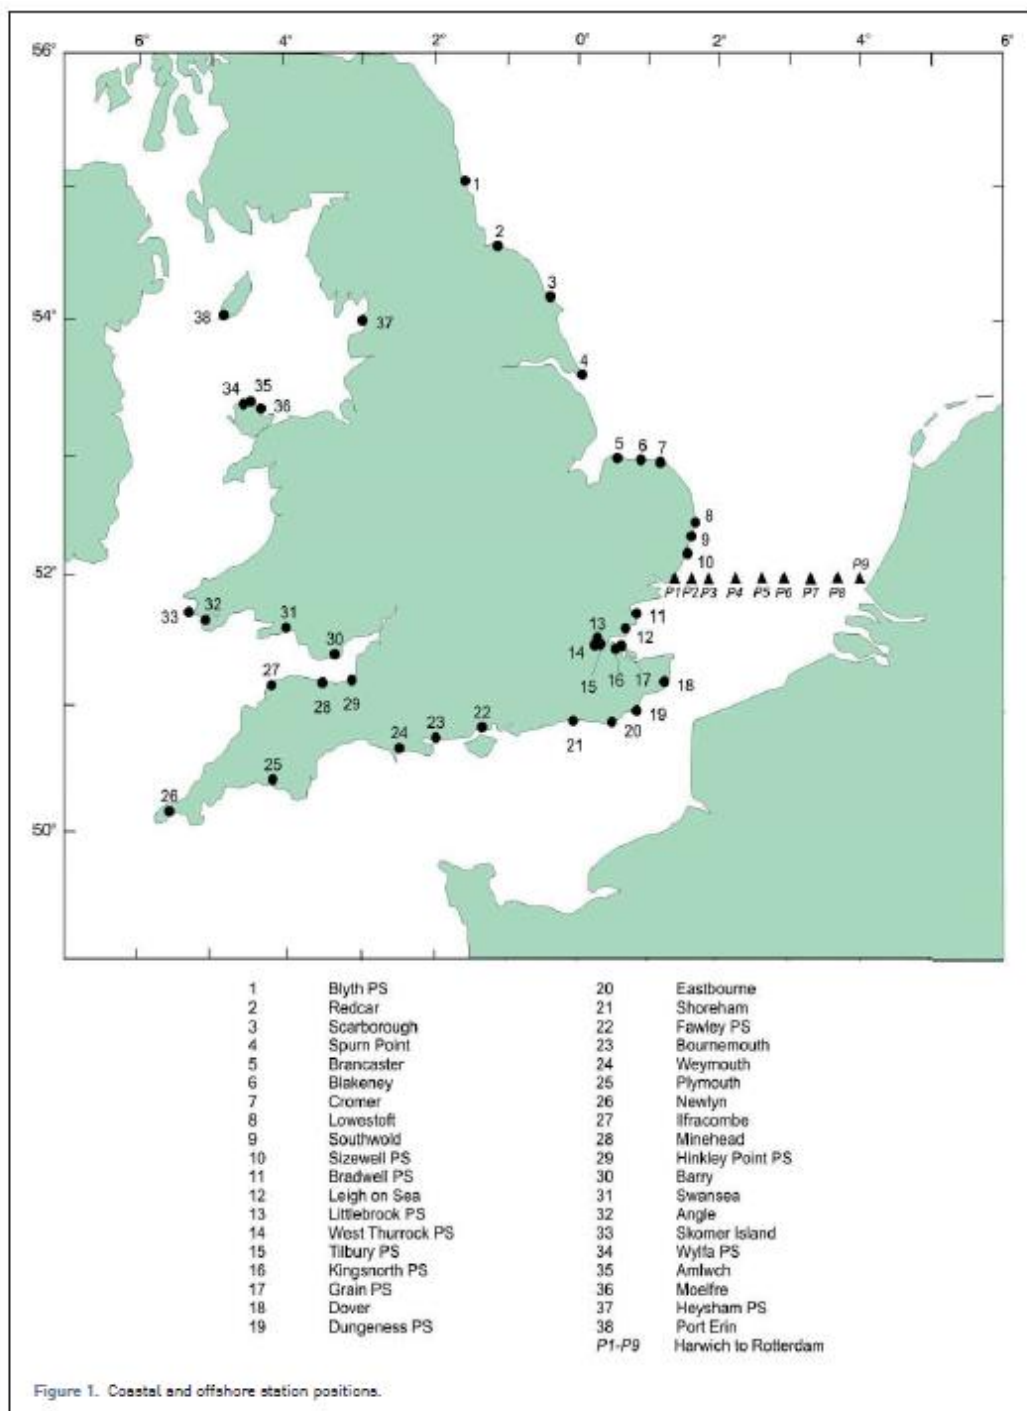 6° 4° 2° 0° 2° 4° 6°
56°
1
2
3
38 37
54°
4
34 35
36
5 6 7
8
9
10
52°
P9
P1 P2 P3 P4 P5 P6 P7 P8
33 32 31
11
13 12
14
30
27
15 16 17 18
28 29
19
24 23 22 21 20
25
26
50°
1 Blyth PS 20 Eastbourne
2 Redcar 21 Shoreham
3 Scarborough 22 Fawley PS
4 Spurn Point 23 Bournemouth
5 Brancaster 24 Weymouth
6 Blakeney 25 Plymouth
7 Cromer 26 Newlyn
8 Lowestoft 27 Ilfracombe
9 Southwold 28 Minehead
10 Sizewell PS 29 Hinkley Point PS
11 Bradwell PS 30 Barry
12 Leigh on Sea 31 Swansea
13 Littlebrook PS 32 Angle
14 West Thurrock PS 33 Skomer Island
15 Tilbury PS 34 Wylfa PS
16 Kingsnorth PS 35 Amlwch
17 Grain PS 36 Moelfre
18 Dover 37 Heysham PS
19 Dungeness PS 38 Port Erin
P1-P9 Harwich to Rotterdam
Figure 1. Coastal and offshore station positions.